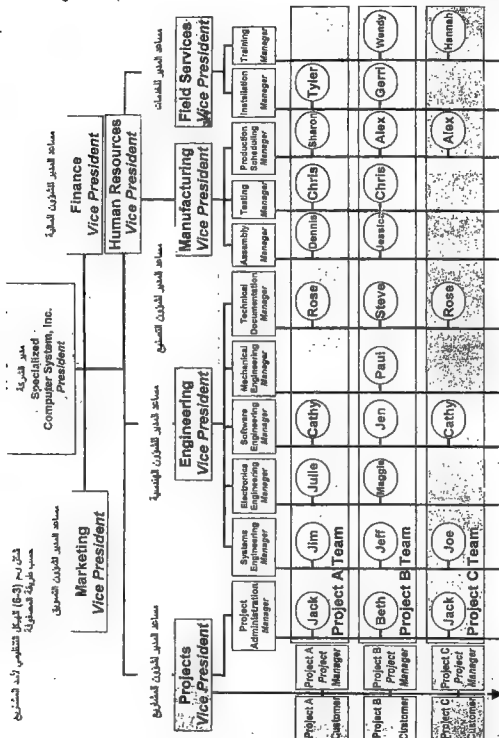 شكل رقم (6-3) الهيكل التنظيمي
حسب طريقة المصفوفة
مدير الشركة
Specialized
Computer System, Inc.
President
مساعد المدير للشؤون المالية
Finance
Vice President
Human Resources
Vice President
مساعد المدير لشؤون التسويق
Marketing
Vice President
مساعد المدير لشؤون المشاريع
Projects
Vice President
مساعد المدير للشؤون الهندسية
Engineering
Vice President
مساعد المدير لشؤون التصنيع
Manufacturing
Vice President
مساعد المدير للخدمات
Field Services
Vice President
Project
Administration
Manager
Systems
Engineering
Manager
Electronics
Engineering
Manager
Software
Engineering
Manager
Mechanical
Engineering
Manager
Technical
Documentation
Manager
Assembly
Manager
Testing
Manager
Production
Scheduling
Manager
Installation
Manager
Training
Manager
Project A
Customer
Project A
Project
Manager
Jack
Jim
Julie
Cathy
Rose
Dennis
Chris
Sharon
Tyler
Project A Team
Project B
Customer
Project B
Project
Manager
Beth
Jeff
Maggie
Jen
Paul
Steve
Jessica
Chris
Alex
Gerri
Wendy
Project B Team
Project C
Customer
Project C
Project
Manager
Jack
Joe
Cathy
Rose
Alex
Hannah
Project C Team